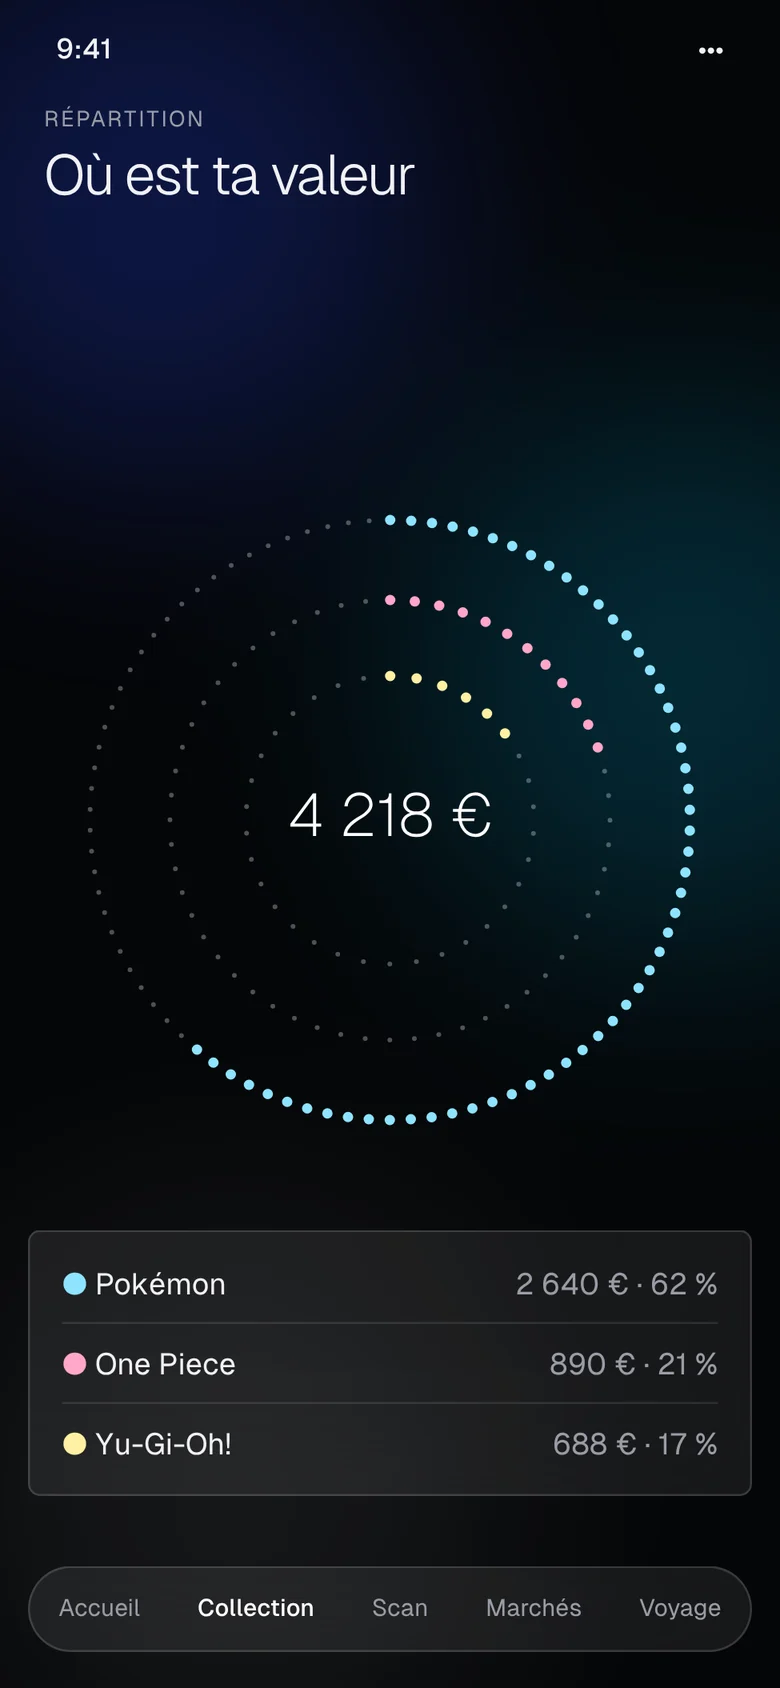 9:41
RÉPARTITION
Où est ta valeur
4 218 €
Pokémon 2 640 € · 62 %
One Piece 890 € · 21 %
Yu-Gi-Oh! 688 € · 17 %
Accueil Collection Scan Marchés Voyage